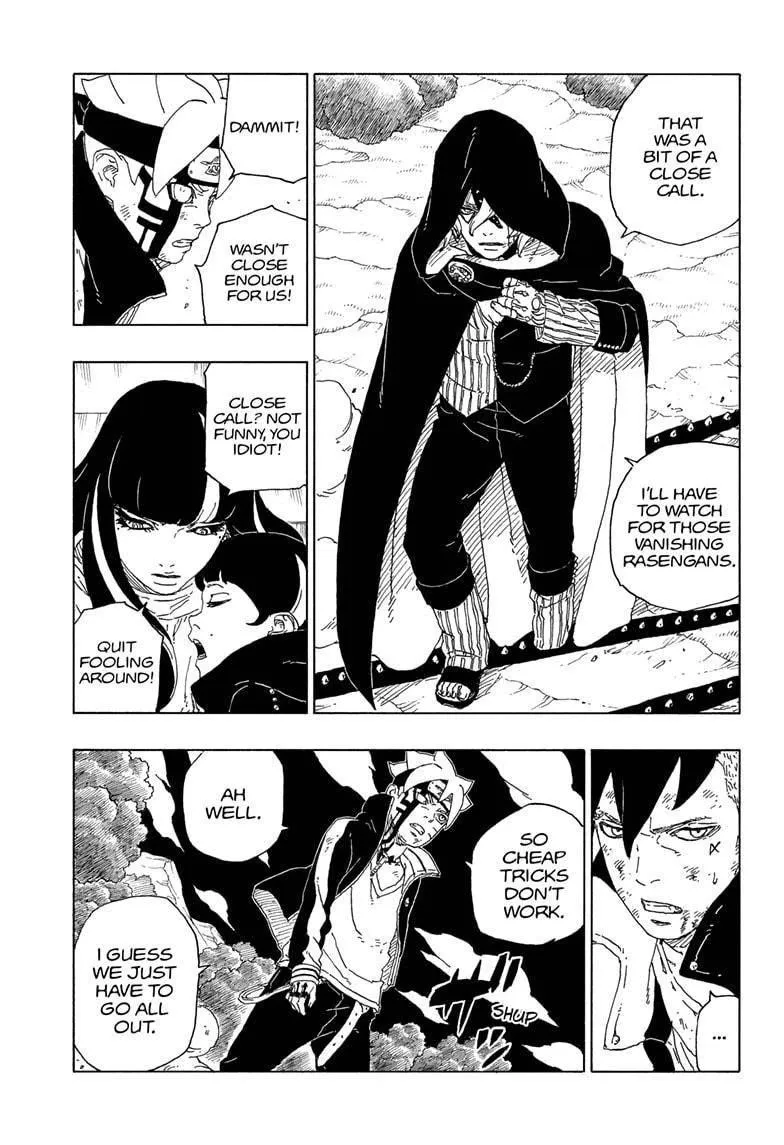 THAT
WAS A
BIT OF A
CLOSE
CALL.
I'LL HAVE
TO WATCH
FOR THOSE
VANISHING
RASENGANS.
DAMMIT!
WASN'T
CLOSE
ENOUGH
FOR US!
CLOSE
CALL? NOT
FUNNY, YOU
IDIOT!
QUIT
FOOLING
AROUND!
...
SO
CHEAP
TRICKS
DON'T
WORK.
ザッ
SHUP
AH
WELL.
I GUESS
WE JUST
HAVE TO
GO ALL
OUT.